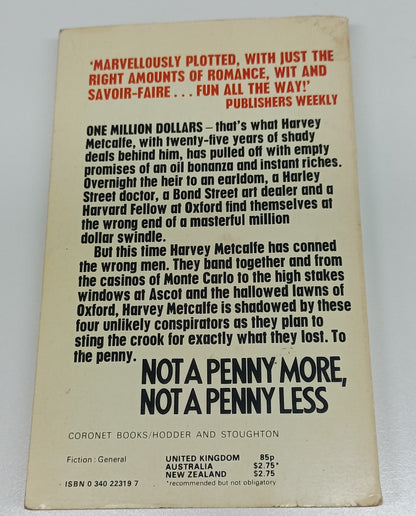 'MARVELLOUSLY PLOTTED, WITH JUST THE
RIGHT AMOUNTS OF ROMANCE, WIT AND
SAVOIR-FAIRE . . . FUN ALL THE WAY!'
PUBLISHERS WEEKLY
ONE MILLION DOLLARS – that's what Harvey
Metcalfe, with twenty-five years of shady
deals behind him, has pulled off with empty
promises of an oil bonanza and instant riches.
Overnight the heir to an earldom, a Harley
Street doctor, a Bond Street art dealer and a
Harvard Fellow at Oxford find themselves at
the wrong end of a masterful million
dollar swindle.
But this time Harvey Metcalfe has conned
the wrong men. They band together and from
the casinos of Monte Carlo to the high stakes
windows at Ascot and the hallowed lawns of
Oxford, Harvey Metcalfe is shadowed by these
four unlikely conspirators as they plan to
sting the crook for exactly what they lost. To
the penny.
NOT A PENNY MORE,
NOT A PENNY LESS
CORONET BOOKS/HODDER AND STOUGHTON
Fiction: General
UNITED KINGDOM 85p
AUSTRALIA $2.75*
NEW ZEALAND $2.75
ISBN 0 340 22319 7 *recommended but not obligatory